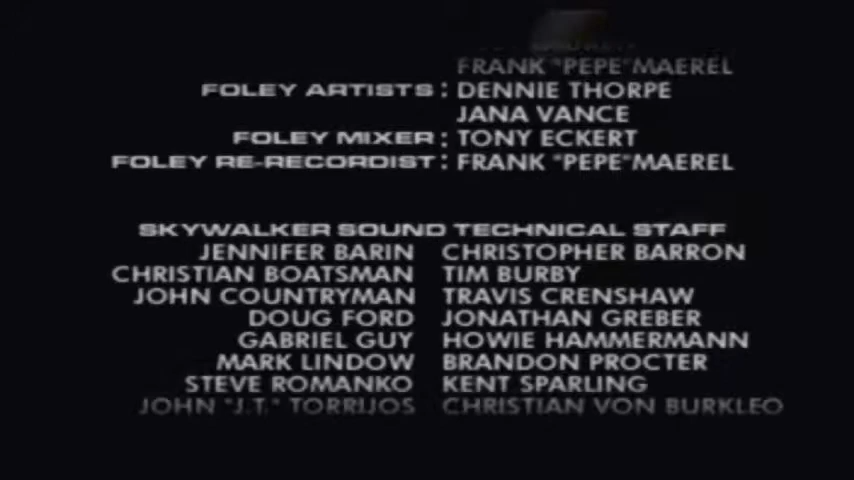 FRANK "PEPE"MAEREL
FOLEY ARTISTS : DENNIE THORPE
JANA VANCE
FOLEY MIXER : TONY ECKERT
FOLEY RE-RECORDIST : FRANK "PEPE"MAEREL
SKYWALKER SOUND TECHNICAL STAFF
JENNIFER BARIN CHRISTOPHER BARRON
CHRISTIAN BOATSMAN TIM BURBY
JOHN COUNTRYMAN TRAVIS CRENSHAW
DOUG FORD JONATHAN GREBER
GABRIEL GUY HOWIE HAMMERMANN
MARK LINDOW BRANDON PROCTER
STEVE ROMANKO KENT SPARLING
JOHN "J.T." TORRIJOS CHRISTIAN VON BURKLEO